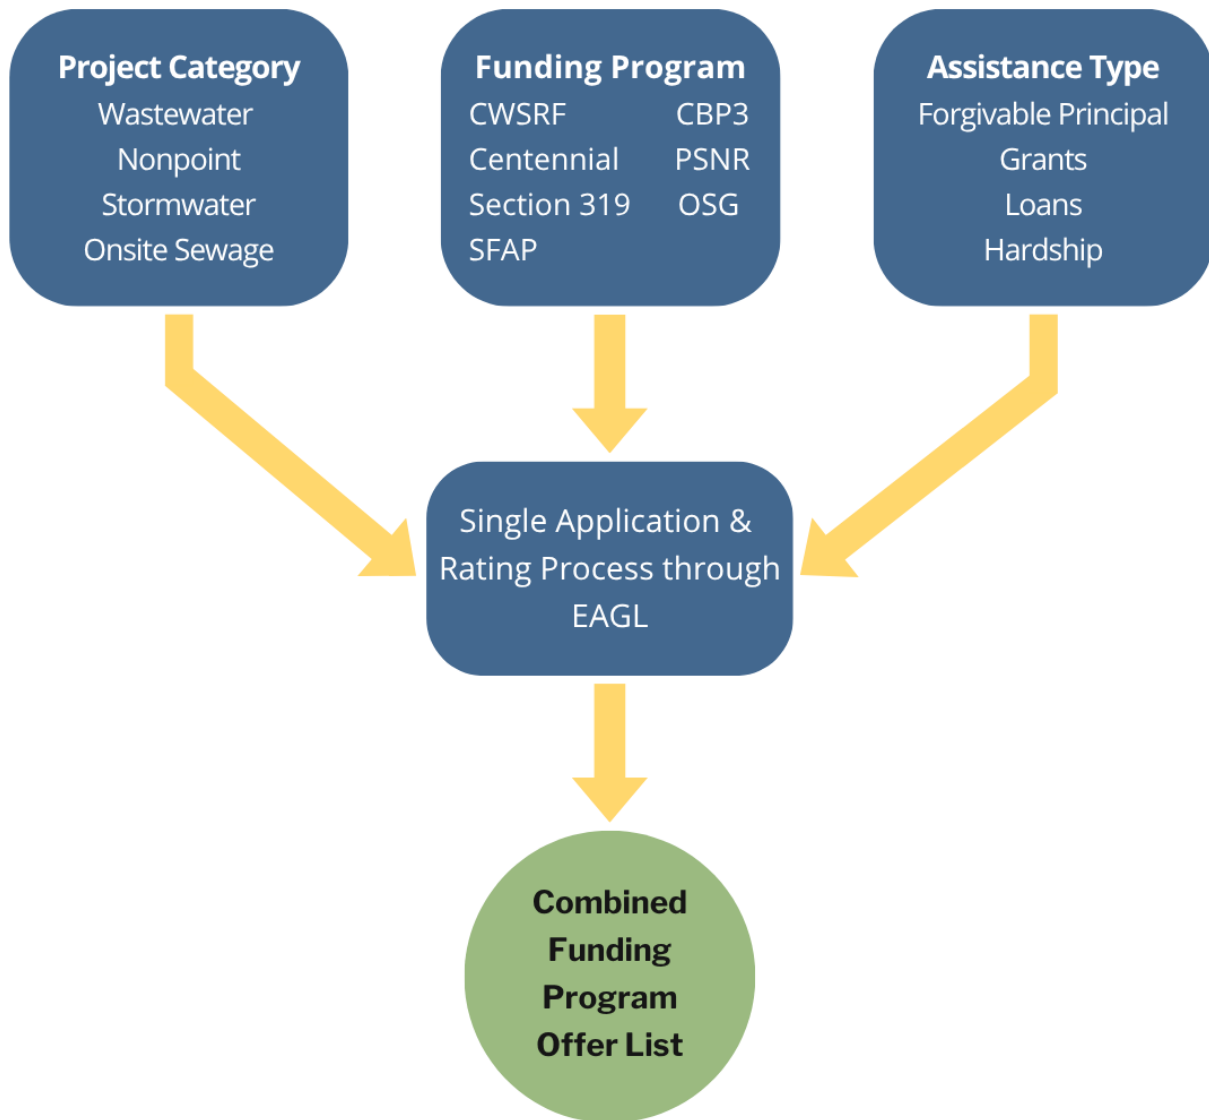 Project Category
Wastewater
Nonpoint
Stormwater
Onsite Sewage
Funding Program
CWSRF CBP3
Centennial PSNR
Section 319 OSG
SFAP
Assistance Type
Forgivable Principal
Grants
Loans
Hardship
Single Application &
Rating Process through
EAGL
Combined
Funding
Program
Offer List